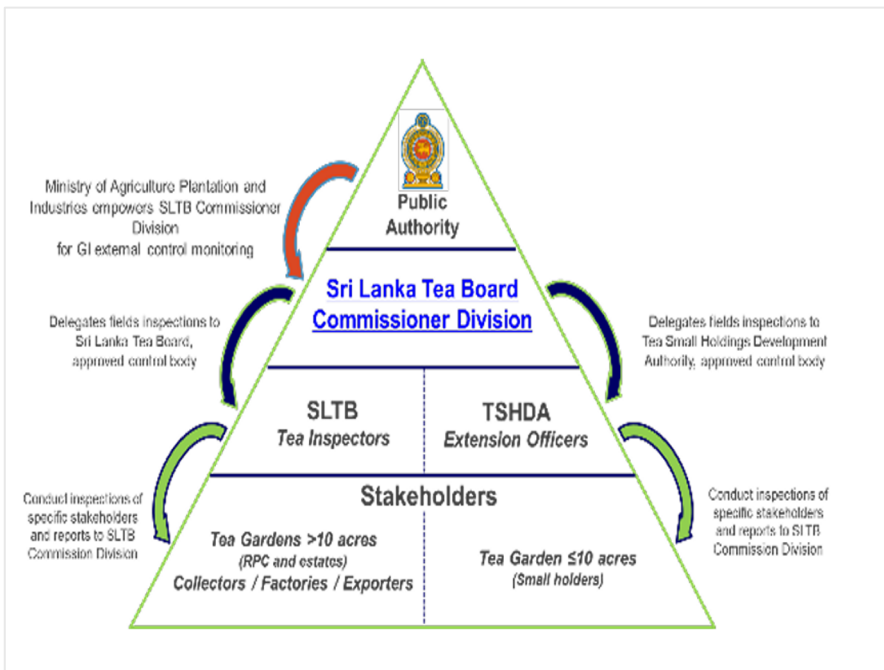 Public
Authority
Ministry of Agriculture Plantation and
Industries empowers SLTB Commissioner
Division
for GI external control monitoring
Sri Lanka Tea Board
Commissioner Division
Delegates fields inspections to
Sri Lanka Tea Board,
approved control body
Delegates fields inspections to
Tea Small Holdings Development
Authority, approved control body
SLTB
Tea Inspectors
TSHDA
Extension Officers
Stakeholders
Conduct inspections of
specific stakeholders
and reports to SLTB
Commission Division
Tea Gardens >10 acres
(RPC and estates)
Collectors / Factories / Exporters
Tea Garden ≤10 acres
(Small holders)
Conduct inspections of
specific stakeholders
and reports to SLTB
Commission Division